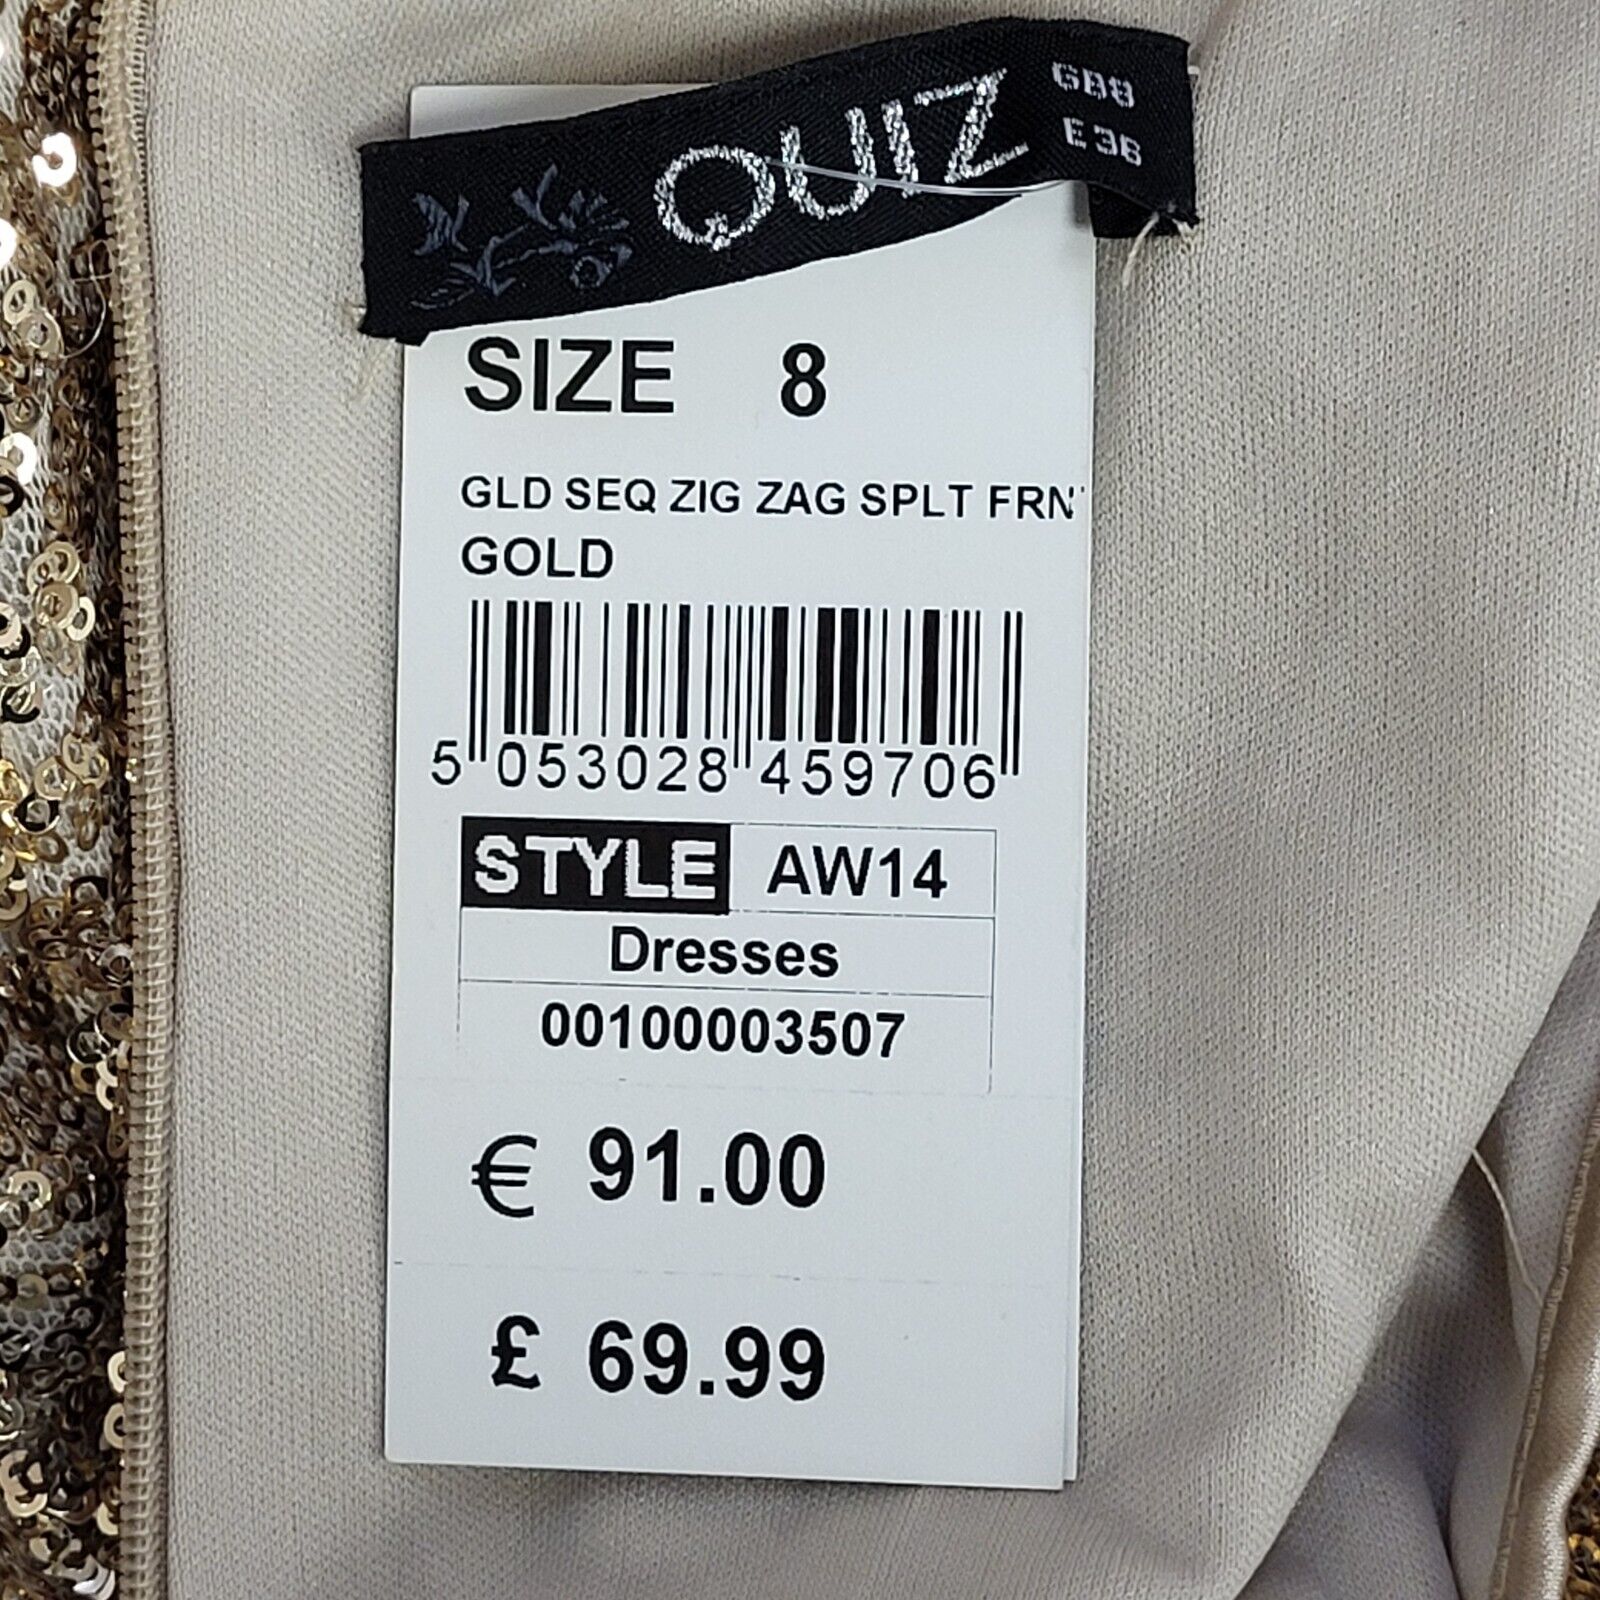 QUIZ
GB8
E36
SIZE 8
GLD SEQ ZIG ZAG SPLT FRN
GOLD
5 053028 459706
STYLE AW14
Dresses
00100003507
€ 91.00
£ 69.99